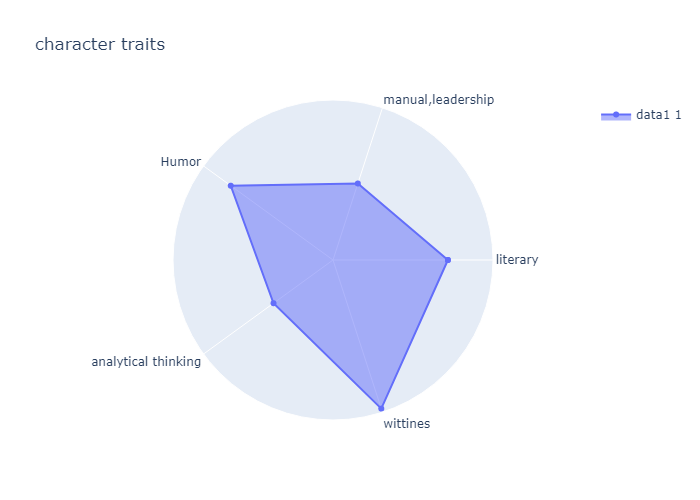 character traits
manual,leadership
data1 1
Humor
literary
analytical thinking
wittines